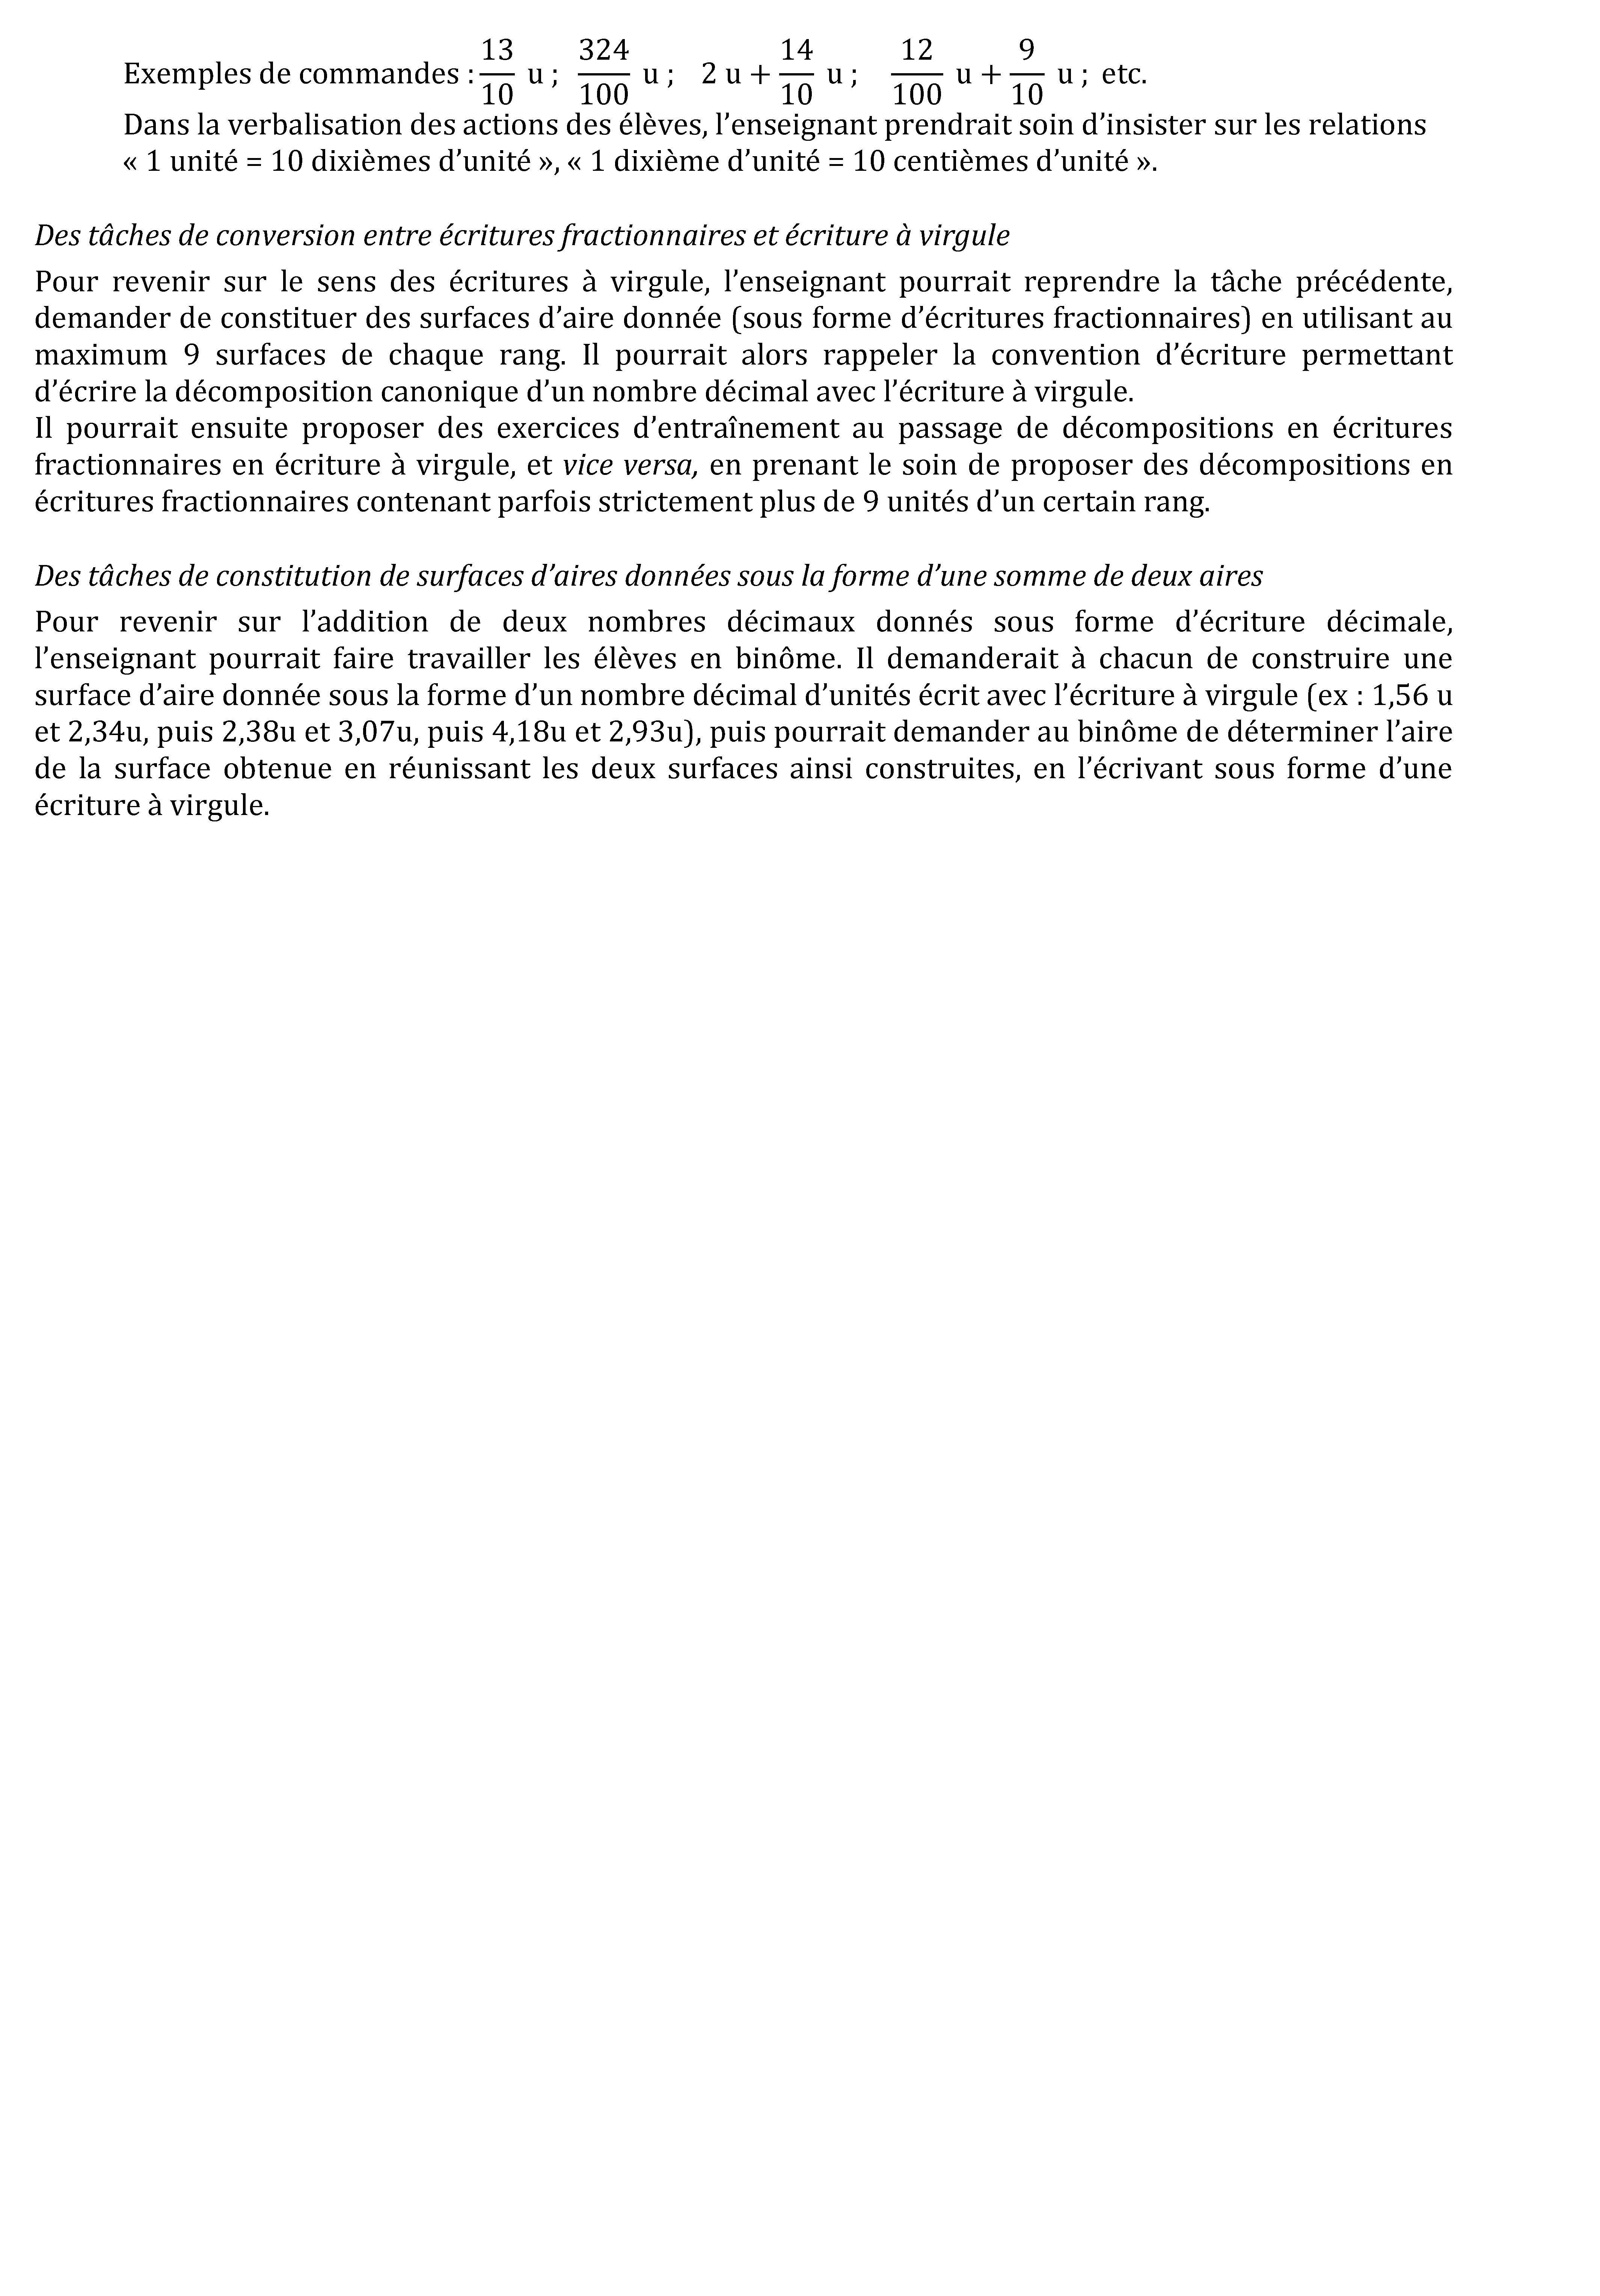 Exemples de commandes : 13/10 u ; 324/100 u ; 2 u + 14/10 u ; 12/100 u + 9/10 u ; etc.
Dans la verbalisation des actions des élèves, l’enseignant prendrait soin d’insister sur les relations
« 1 unité = 10 dixièmes d’unité », « 1 dixième d’unité = 10 centièmes d’unité ».
Des tâches de conversion entre écritures fractionnaires et écriture à virgule
Pour revenir sur le sens des écritures à virgule, l’enseignant pourrait reprendre la tâche précédente,
demander de constituer des surfaces d’aire donnée (sous forme d’écritures fractionnaires) en utilisant au
maximum 9 surfaces de chaque rang. Il pourrait alors rappeler la convention d’écriture permettant
d’écrire la décomposition canonique d’un nombre décimal avec l’écriture à virgule.
Il pourrait ensuite proposer des exercices d’entraînement au passage de décompositions en écritures
fractionnaires en écriture à virgule, et vice versa, en prenant le soin de proposer des décompositions en
écritures fractionnaires contenant parfois strictement plus de 9 unités d’un certain rang.
Des tâches de constitution de surfaces d’aires données sous la forme d’une somme de deux aires
Pour revenir sur l’addition de deux nombres décimaux donnés sous forme d’écriture décimale,
l’enseignant pourrait faire travailler les élèves en binôme. Il demanderait à chacun de construire une
surface d’aire donnée sous la forme d’un nombre décimal d’unités écrit avec l’écriture à virgule (ex : 1,56 u
et 2,34u, puis 2,38u et 3,07u, puis 4,18u et 2,93u), puis pourrait demander au binôme de déterminer l’aire
de la surface obtenue en réunissant les deux surfaces ainsi construites, en l’écrivant sous forme d’une
écriture à virgule.